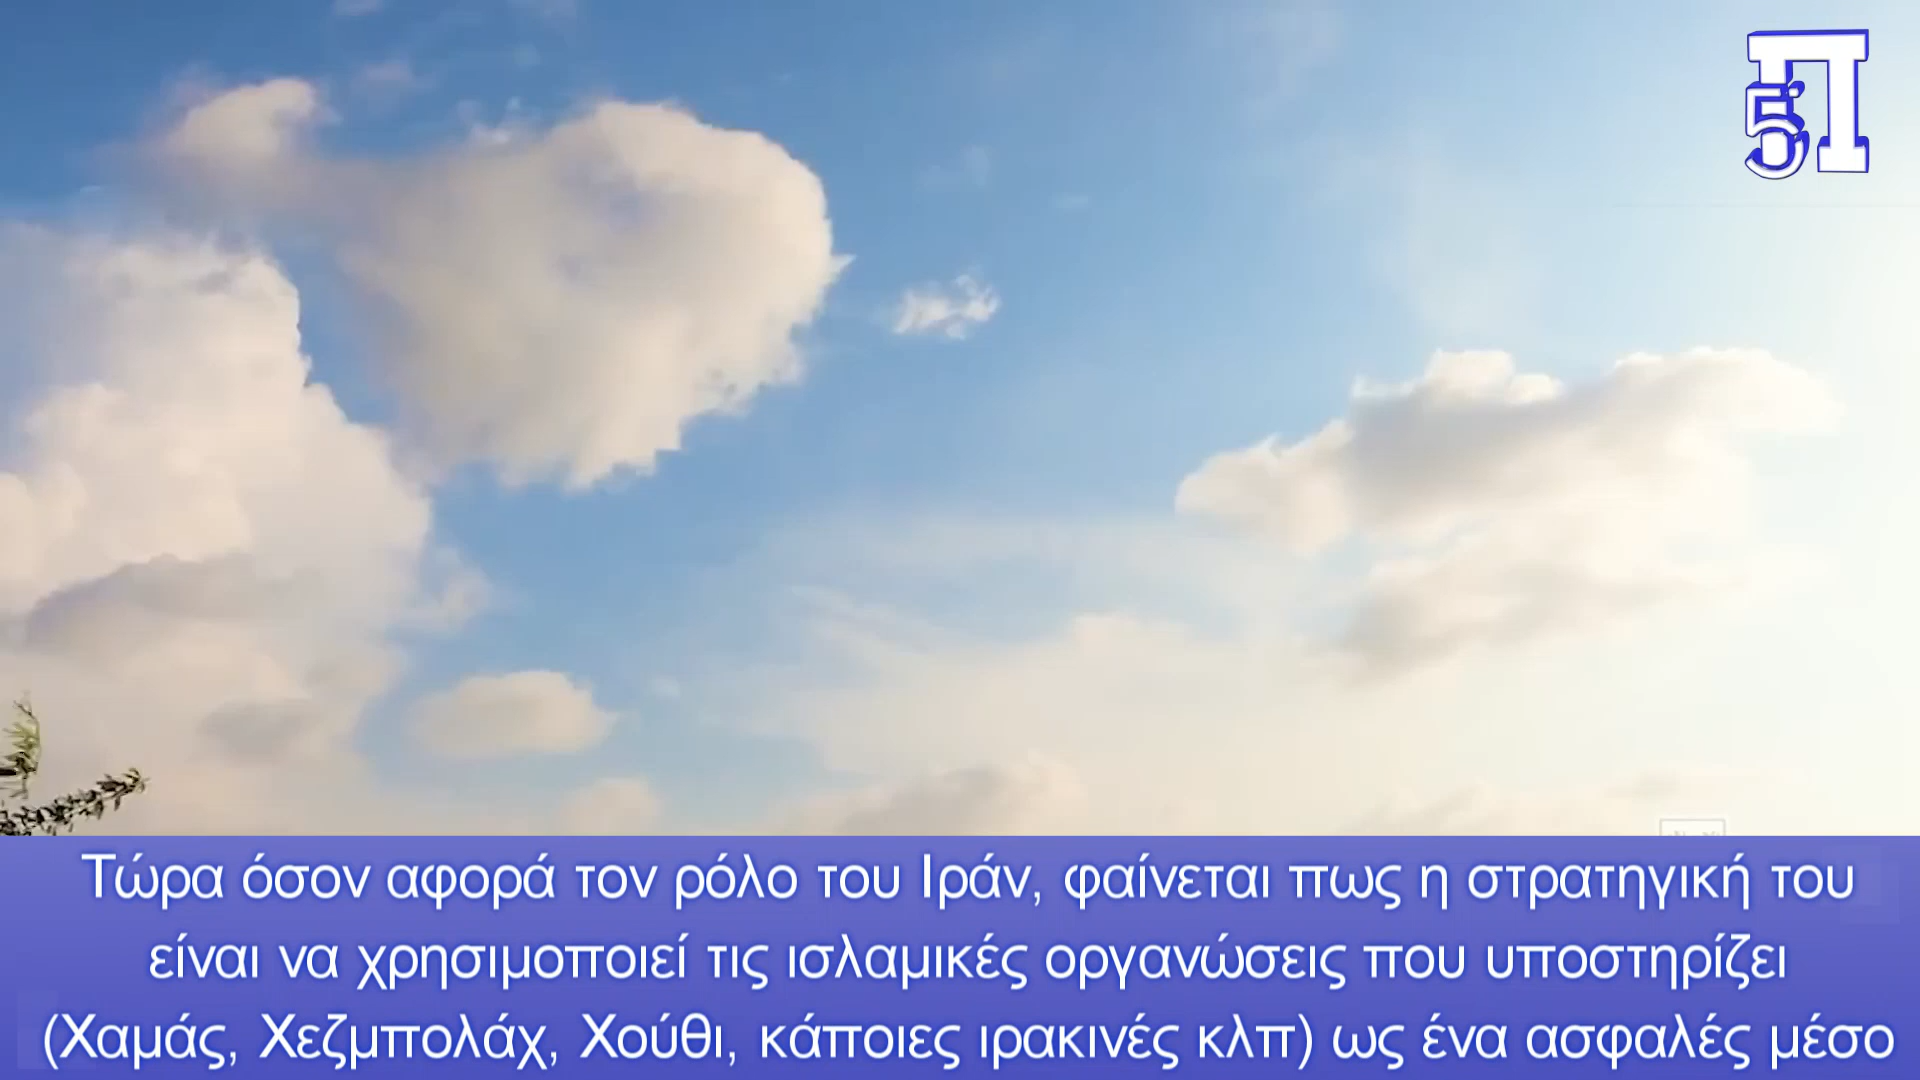 5'Π
Τώρα όσον αφορά τον ρόλο του Ιράν, φαίνεται πως η στρατηγική του
είναι να χρησιμοποιεί τις ισλαμικές οργανώσεις που υποστηρίζει
(Χαμάς, Χεζμπολάχ, Χούθι, κάποιες ιρακινές κλπ) ως ένα ασφαλές μέσο